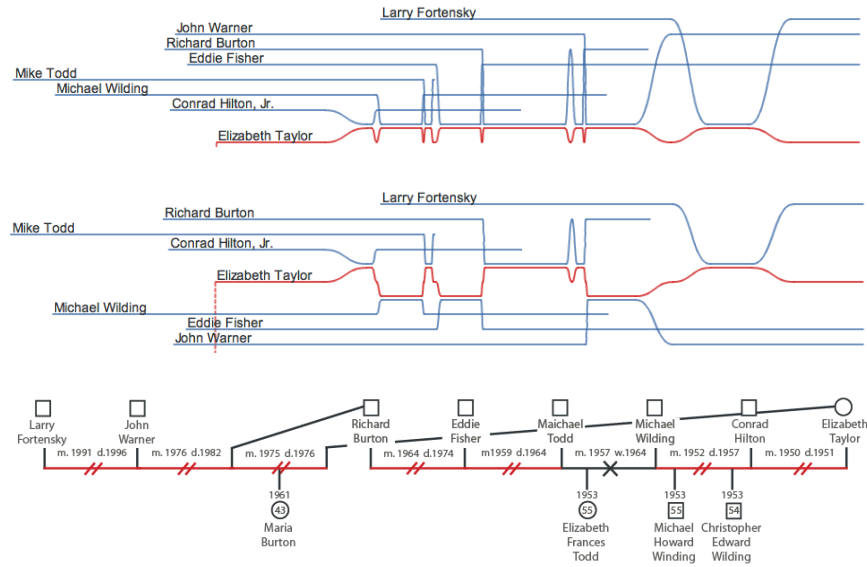 Larry Fortensky
John Warner
Richard Burton
Eddie Fisher
Mike Todd
Michael Wilding
Conrad Hilton, Jr.
Elizabeth Taylor
Larry Fortensky
Richard Burton
Mike Todd
Conrad Hilton, Jr.
Elizabeth Taylor
Michael Wilding
Eddie Fisher
John Warner
Larry
Fortensky
John
Warner
Richard
Burton
Eddie
Fisher
Maichael
Todd
Michael
Wilding
Conrad
Hilton
Elizabeth
Taylor
m. 1991 d.1996
m. 1976 d.1982
m. 1975 d.1976
m. 1964 d.1974
m1959 d.1964
m. 1957 w.1964
m. 1952 d.1957
m. 1950 d.1951
1961
43
Maria
Burton
1953
55
Elizabeth
Frances
Todd
1953
55
Michael
Howard
Winding
1953
54
Christopher
Edward
Wilding